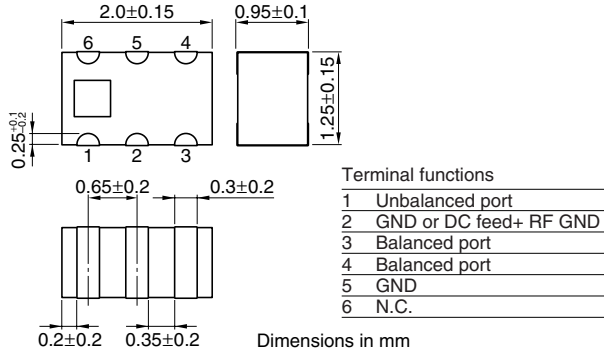 2.0±0.15
0.95±0.1
6 5 4
1.25±0.15
0.25+0.1
−0.2
1 2 3
0.65±0.2
0.3±0.2
Terminal functions
1 Unbalanced port
2 GND or DC feed+ RF GND
3 Balanced port
4 Balanced port
5 GND
6 N.C.
0.2±0.2
0.35±0.2
Dimensions in mm